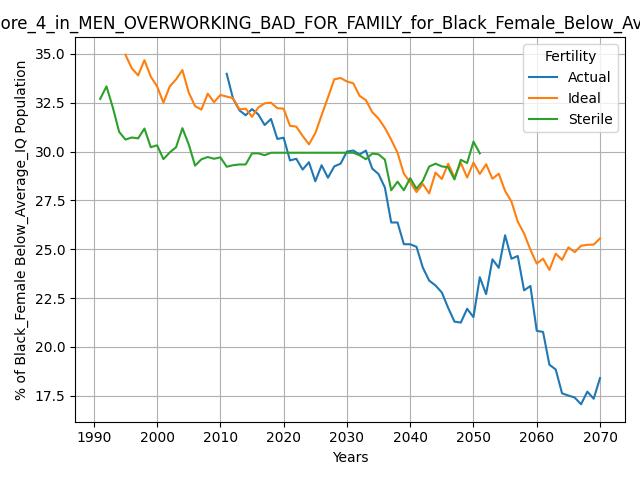 ore_4_in_MEN_OVERWORKING_BAD_FOR_FAMILY_for_Black_Female_Below_Av
Fertility
Actual
Ideal
Sterile
% of Black_Female Below_Average_IQ Population
35.0
32.5
30.0
27.5
25.0
22.5
20.0
17.5
1990 2000 2010 2020 2030 2040 2050 2060 2070
Years